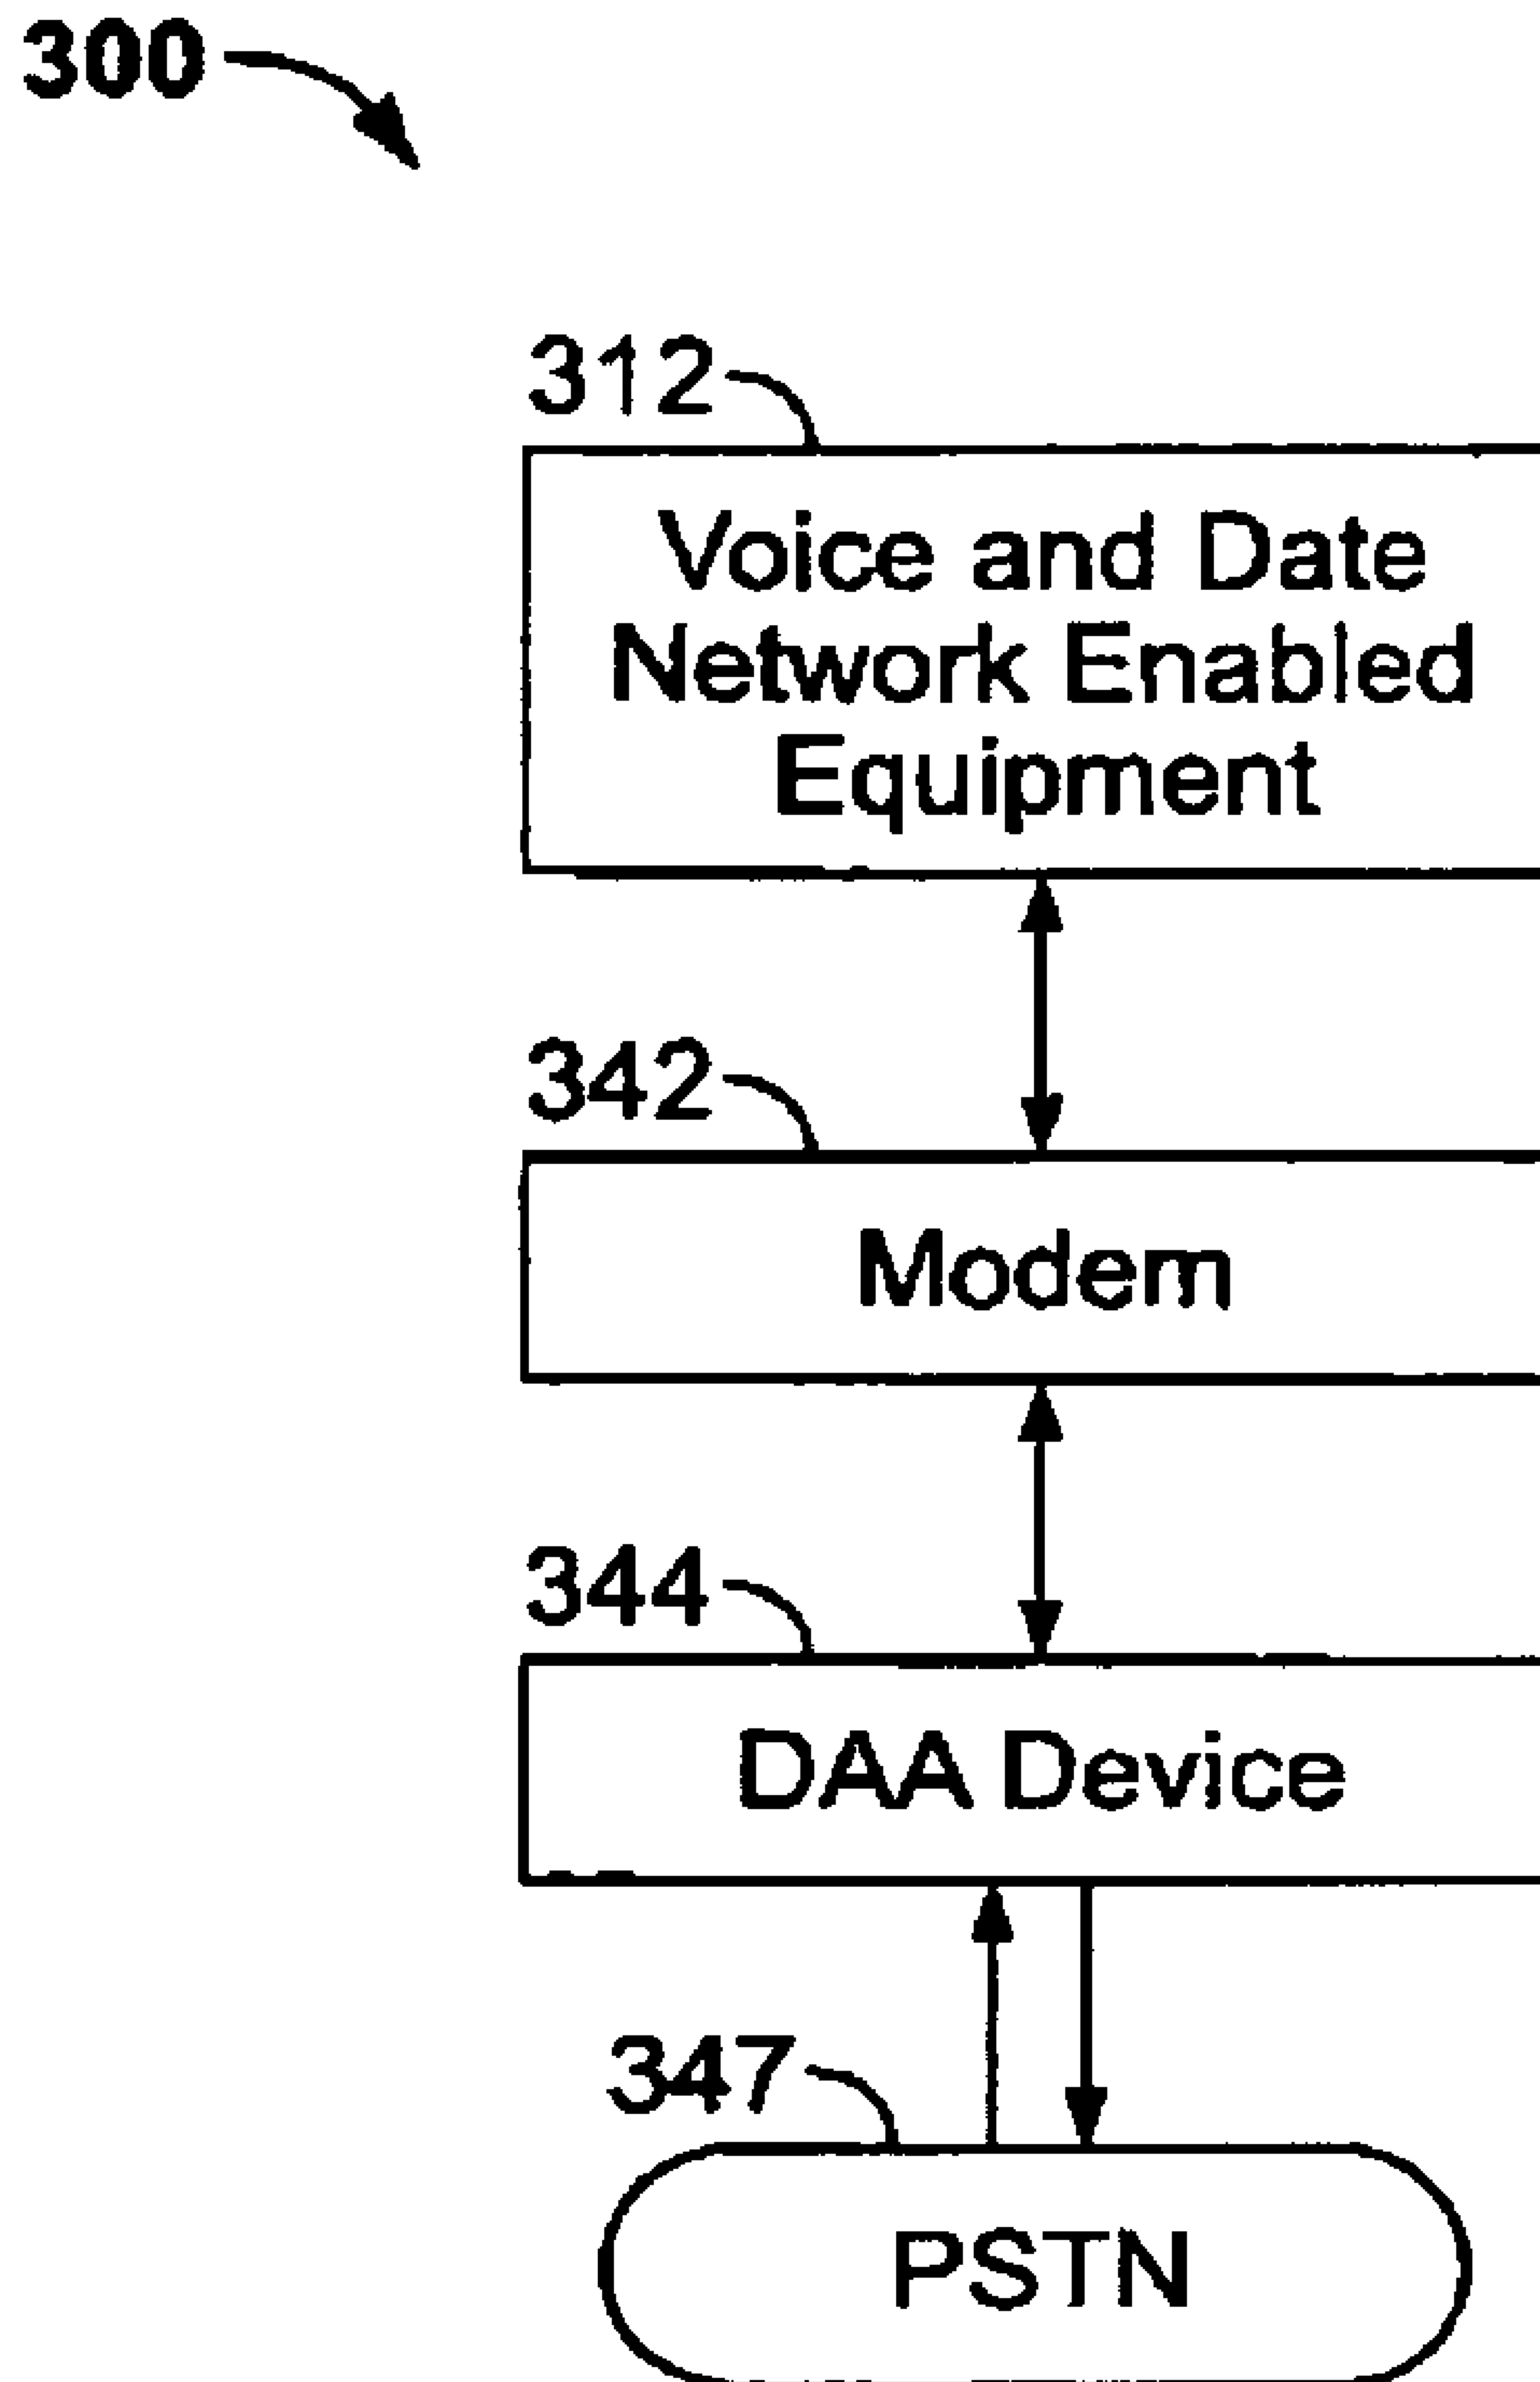 300
312
Voice and Date
Network Enabled
Equipment
342
Modem
344
DAA Device
347
PSTN